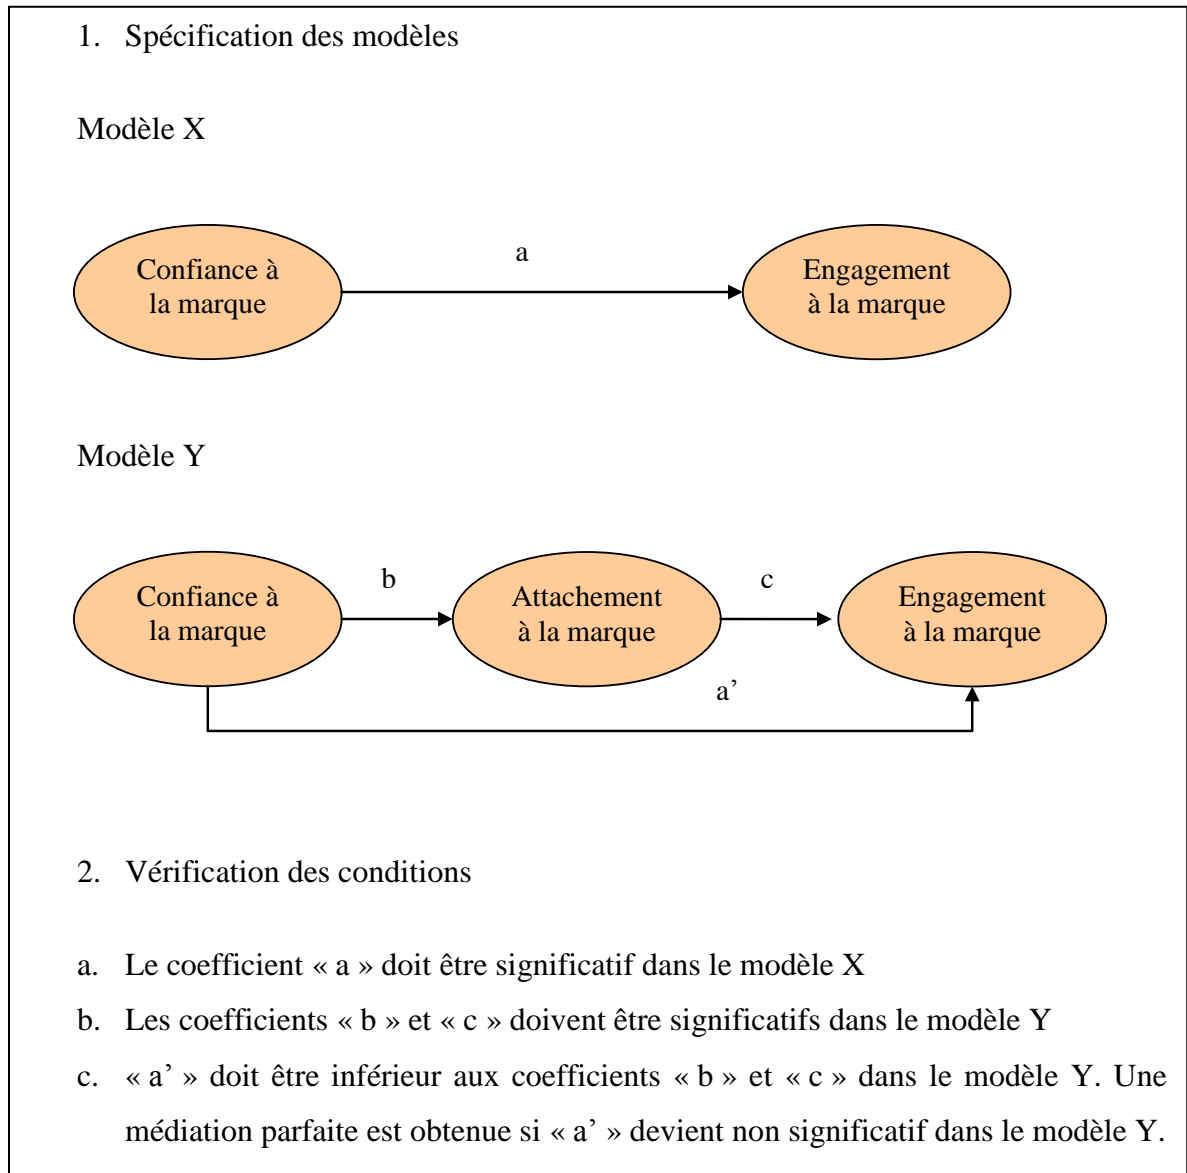 1. Spécification des modèles
Modèle X
a
Confiance à
la marque
Engagement
à la marque
Modèle Y
b
c
Confiance à
la marque
Attachement
à la marque
Engagement
à la marque
a’
2. Vérification des conditions
a. Le coefficient « a » doit être significatif dans le modèle X
b. Les coefficients « b » et « c » doivent être significatifs dans le modèle Y
c. « a’ » doit être inférieur aux coefficients « b » et « c » dans le modèle Y. Une
médiation parfaite est obtenue si « a’ » devient non significatif dans le modèle Y.